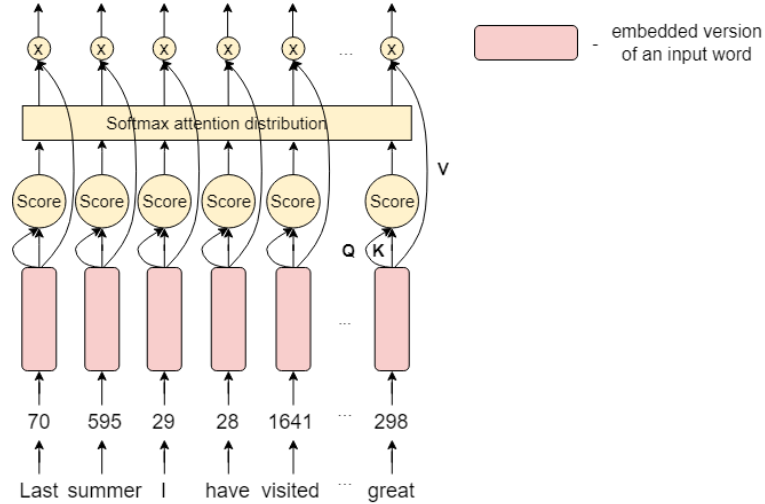 x x x x x ... x
embedded version
of an input word
-
Softmax attention distribution
V
Score Score Score Score Score Score
Q K
...
70 595 29 28 1641 ... 298
Last summer I have visited ... great